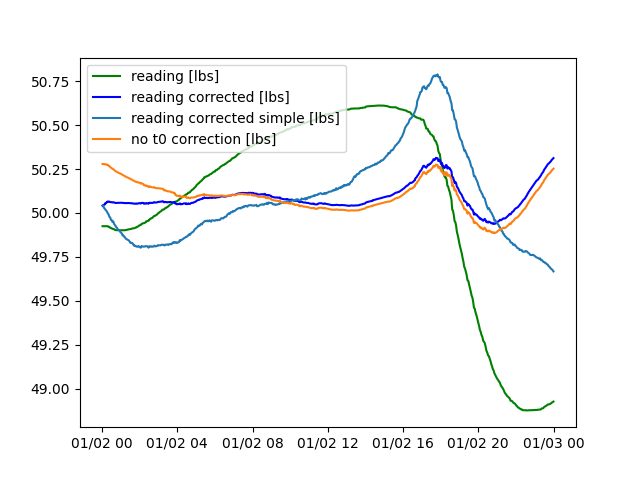 reading [lbs]
reading corrected [lbs]
reading corrected simple [lbs]
no t0 correction [lbs]
50.75
50.50
50.25
50.00
49.75
49.50
49.25
49.00
01/02 00 01/02 04 01/02 08 01/02 12 01/02 16 01/02 20 01/03 00